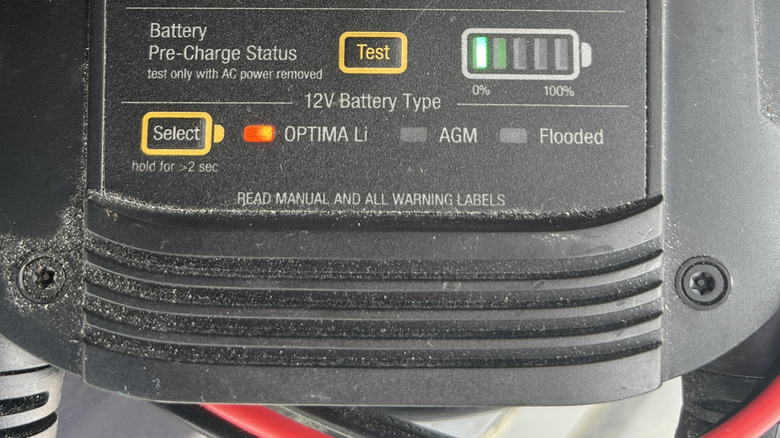 Battery
Pre-Charge Status
test only with AC power removed
Test
0% 100%
12V Battery Type
Select
hold for >2 sec
OPTIMA Li AGM Flooded
READ MANUAL AND ALL WARNING LABELS